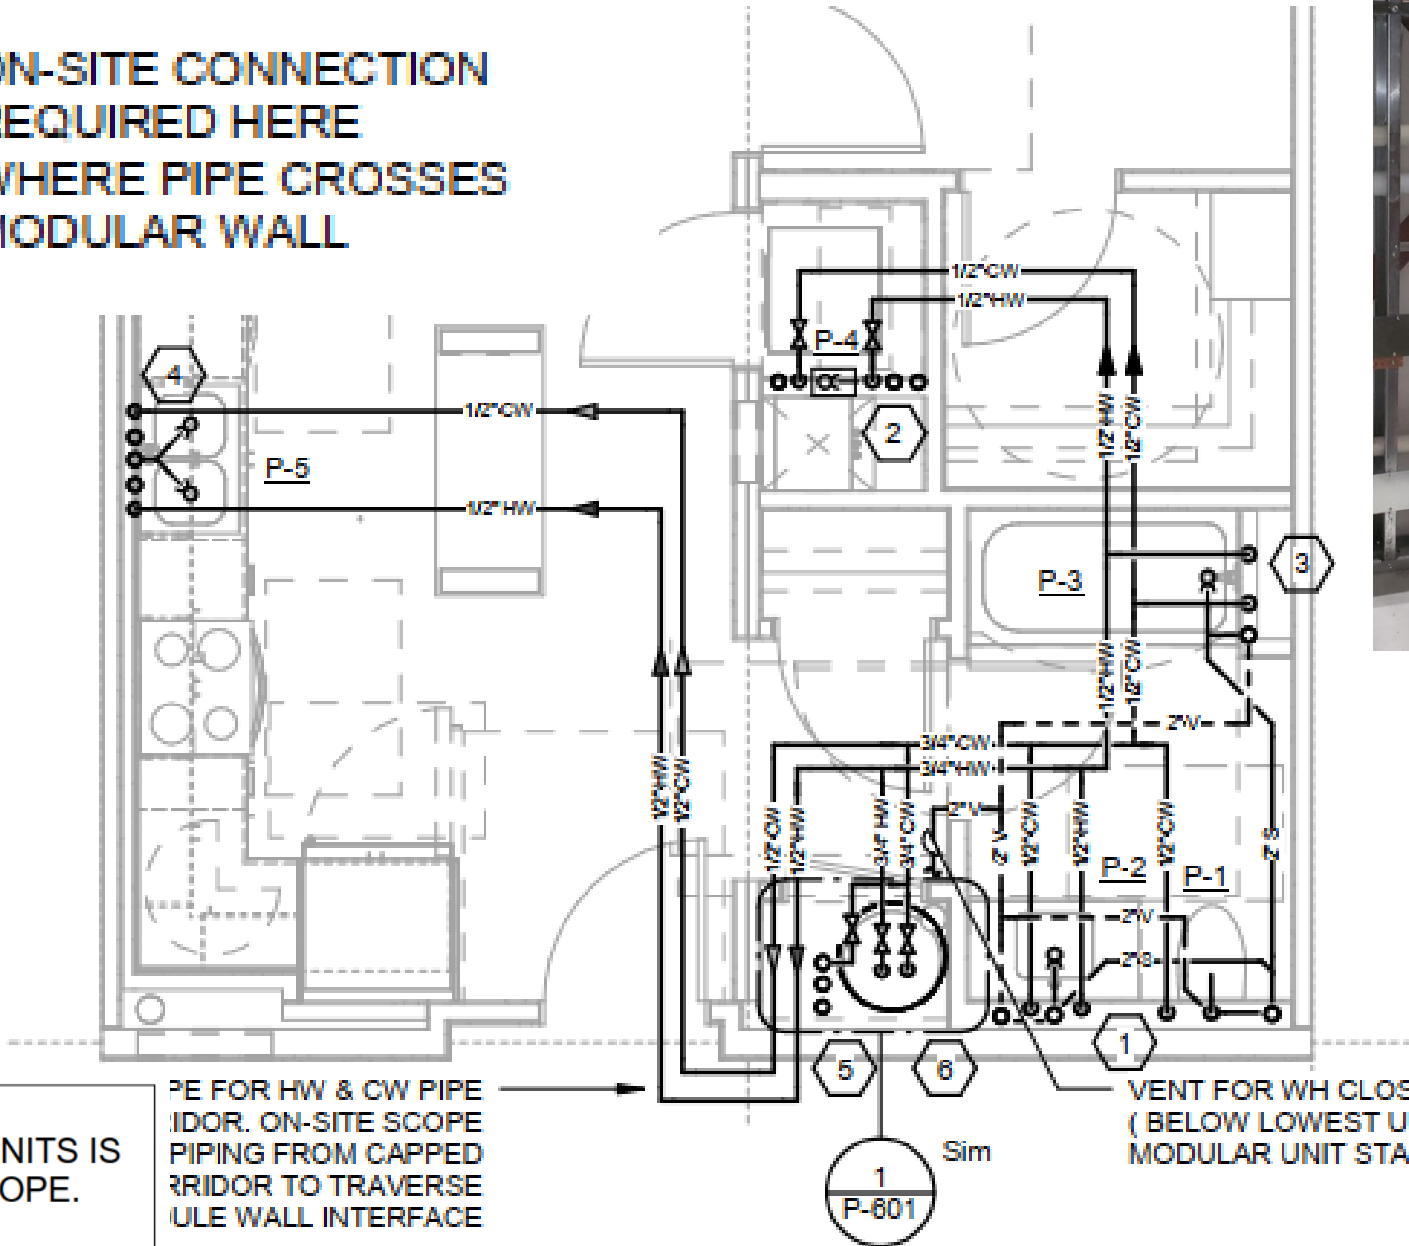 ON-SITE CONNECTION
REQUIRED HERE
WHERE PIPE CROSSES
MODULAR WALL
1/2"CW
1/2"HW
P-4
4
1/2"CW
2
1/2"HW
1/2"CW
P-5
1/2"HW
3
P-3
1/2"HW
1/2"CW
2"V
3/4"CW
3/4"HW
1/2"HW
1/2"CW
1/2"CW
1/2"HW
3/4"HW
3/4"CW
2"V
2"V
1/2"CW
1/2"HW
1/2"CW
2"S
P-2
P-1
2"V
2"S
5
6
1
PE FOR HW & CW PIPE
IDOR. ON-SITE SCOPE
PIPING FROM CAPPED
RRIDOR TO TRAVERSE
ULE WALL INTERFACE
NITS IS
OPE.
VENT FOR WH CLOS
( BELOW LOWEST U
MODULAR UNIT STA
Sim
1
P-601